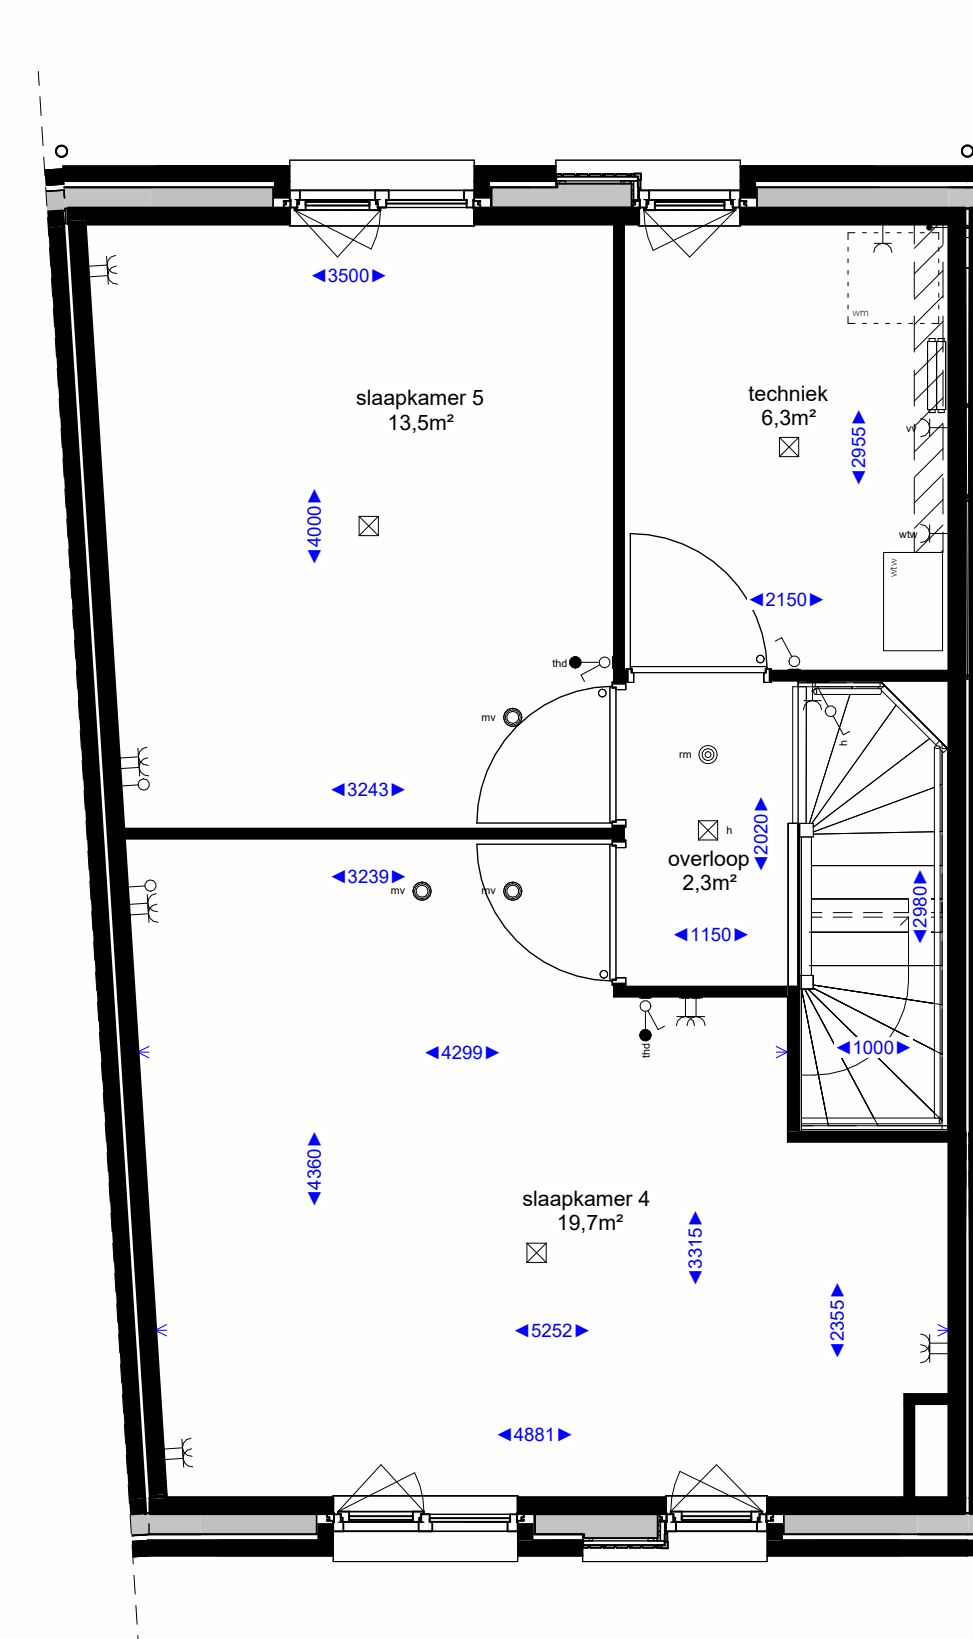 3500
slaapkamer 5
13,5m²
techniek
6,3m²
wm
2955
vv
4000
wtw
wtw
2150
thd
mv
rm
h
3243
2020
h
overloop
2,3m²
3239
mv
mv
2980
1150
thd
1000
4299
4360
slaapkamer 4
19,7m²
3315
2355
5252
4881